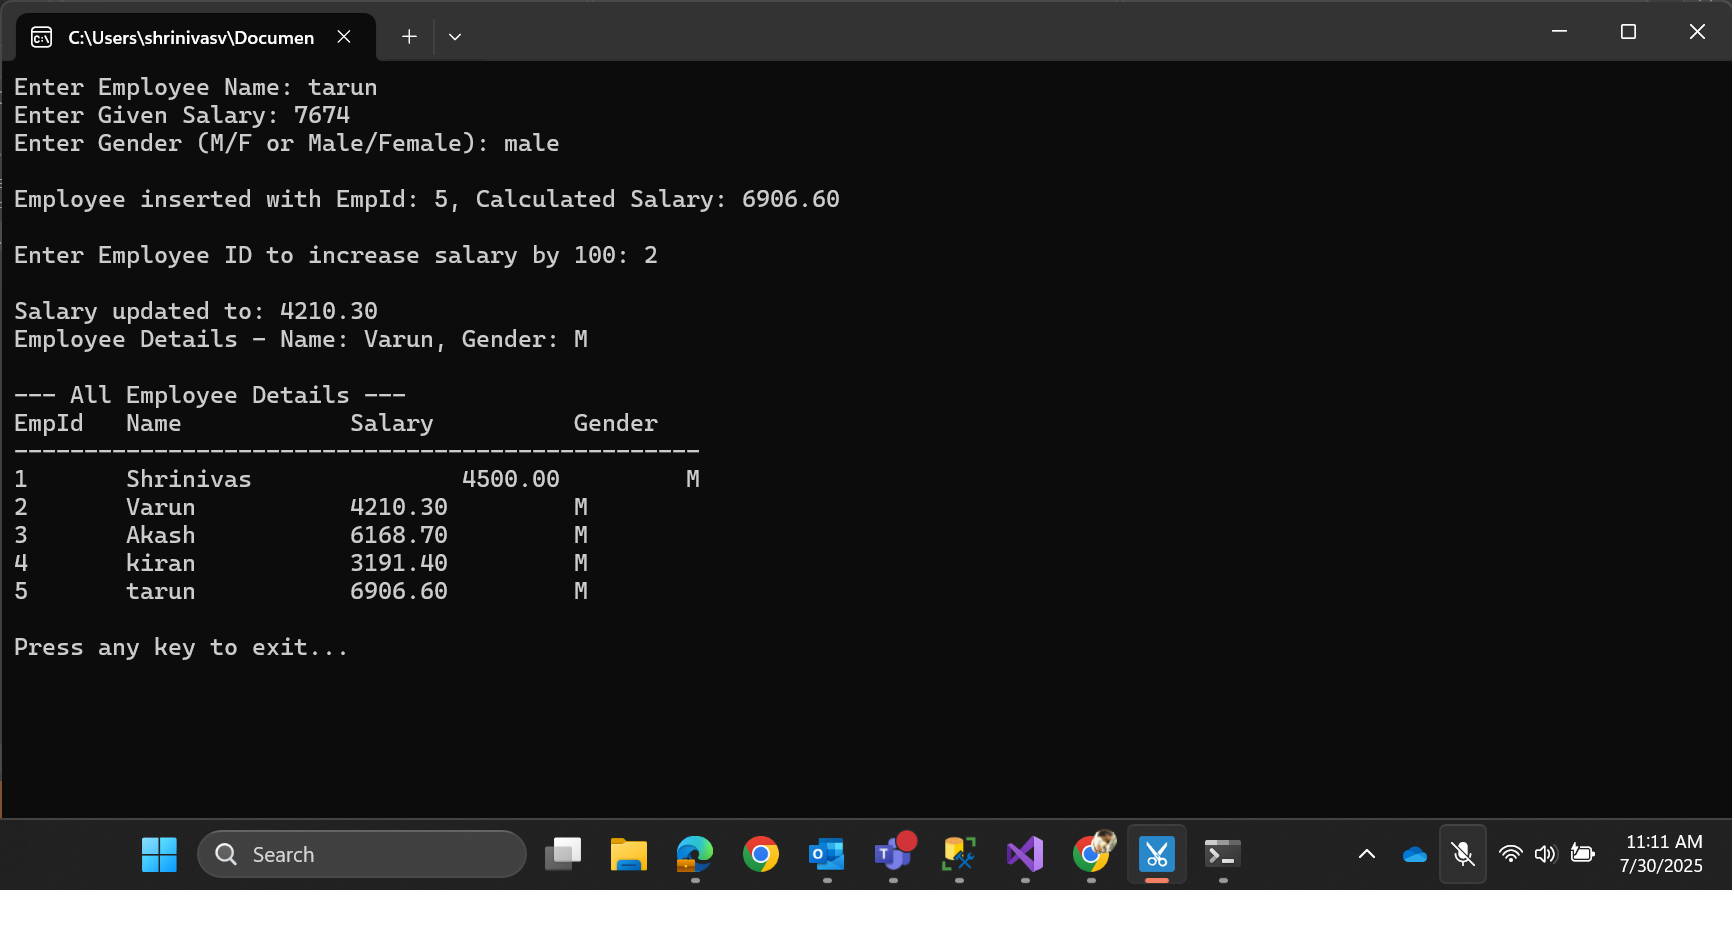 C:\Users\shrinivasv\Documen
Enter Employee Name: tarun
Enter Given Salary: 7674
Enter Gender (M/F or Male/Female): male
Employee inserted with EmpId: 5, Calculated Salary: 6906.60
Enter Employee ID to increase salary by 100: 2
Salary updated to: 4210.30
Employee Details - Name: Varun, Gender: M
--- All Employee Details ---
EmpId Name Salary Gender
-------------------------------------------------
1 Shrinivas 4500.00 M
2 Varun 4210.30 M
3 Akash 6168.70 M
4 kiran 3191.40 M
5 tarun 6906.60 M
Press any key to exit...
Search
11:11 AM
7/30/2025